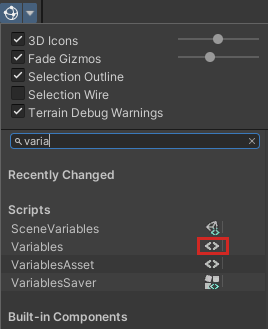 3D Icons
Fade Gizmos
Selection Outline
Selection Wire
Terrain Debug Warnings
varia
Recently Changed
Scripts
SceneVariables
Variables
VariablesAsset
VariablesSaver
Built-in Components